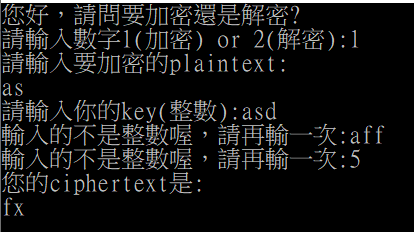 您好，請問要加密還是解密?
請輸入數字1(加密) or 2(解密):1
請輸入要加密的plaintext:
as
請輸入你的key(整數):asd
輸入的不是整數喔，請再輸一次:aff
輸入的不是整數喔，請再輸一次:5
您的ciphertext是:
fx